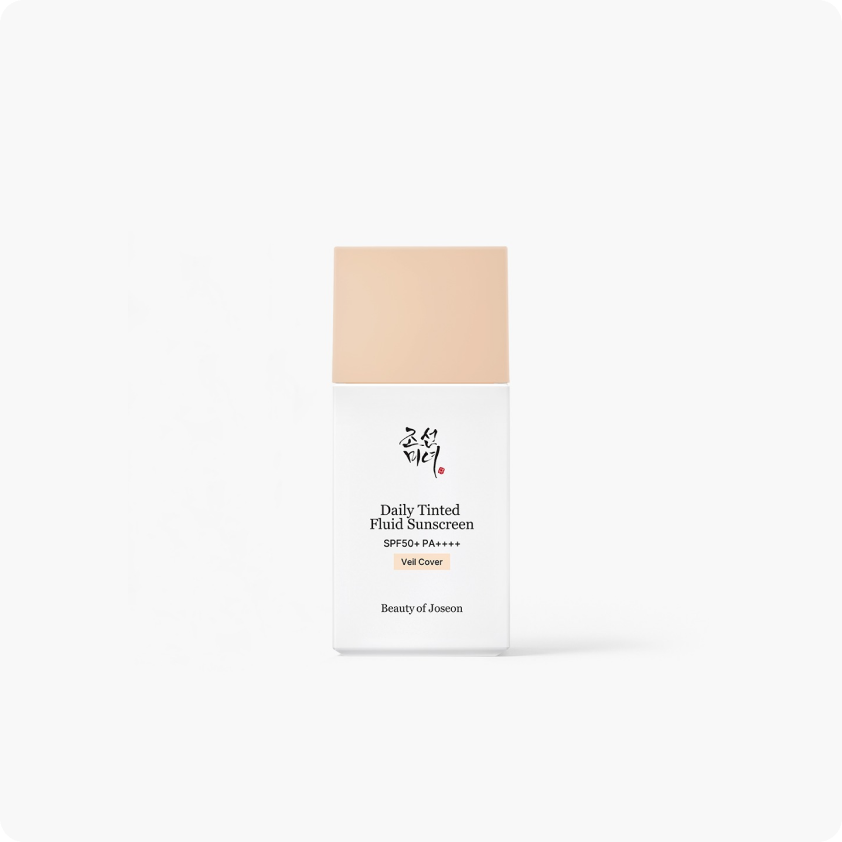 조선
미녀
Daily Tinted
Fluid Sunscreen
SPF50+ PA++++
Veil Cover
Beauty of Joseon